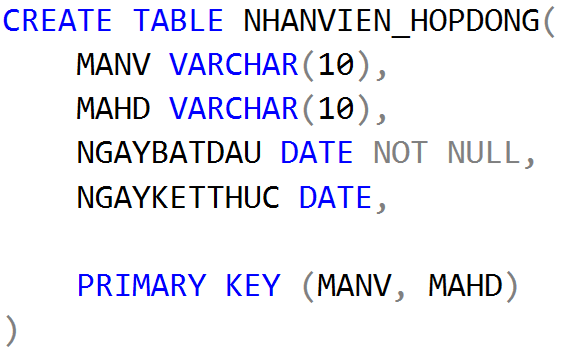 CREATE TABLE NHANVIEN_HOPDONG(
    MANV VARCHAR(10),
    MAHD VARCHAR(10),
    NGAYBATDAU DATE NOT NULL,
    NGAYKETTHUC DATE,

    PRIMARY KEY (MANV, MAHD)
)